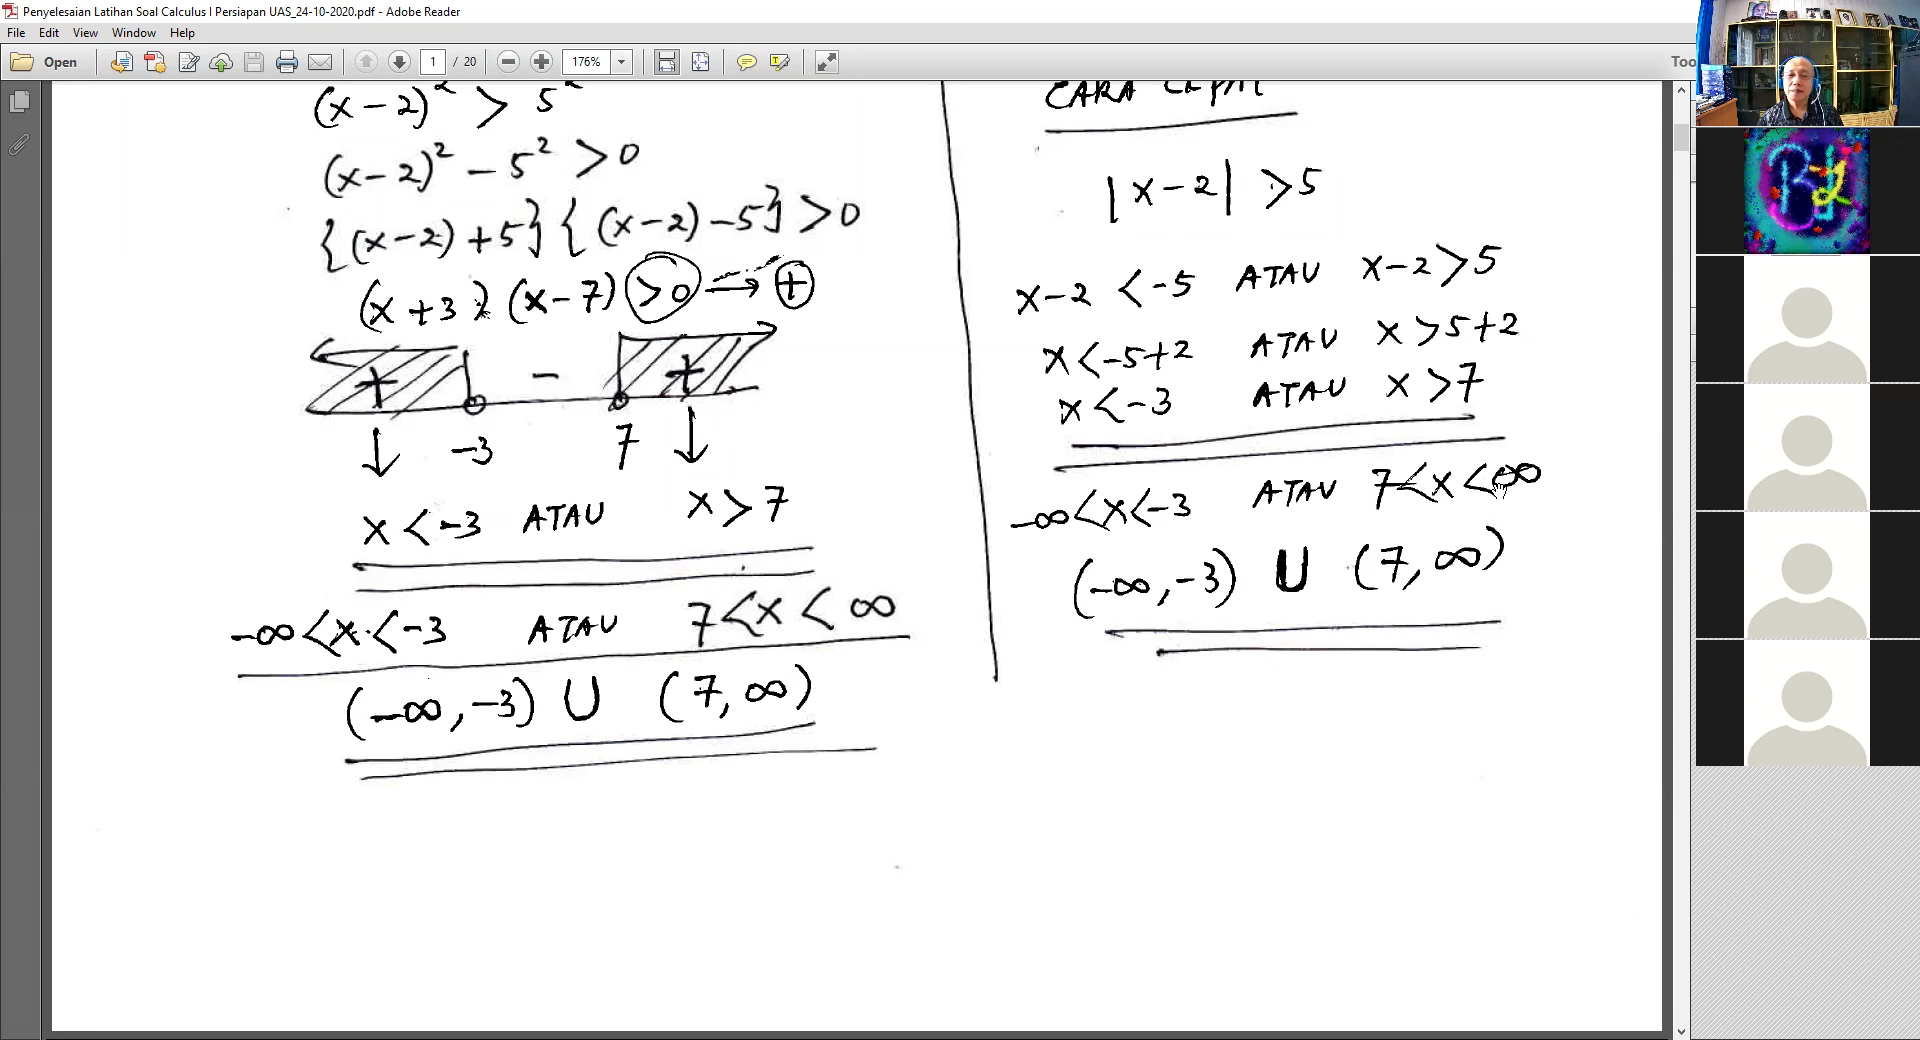 Penyelesaian Latihan Soal Calculus I Persiapan UAS_24-10-2020.pdf - Adobe Reader
File Edit View Window Help
Open 1 / 20 176% Too
(x-2)² > 5²
(x-2)² - 5² > 0
{(x-2)+5}{(x-2)-5} > 0
(x+3)(x-7) >0 → +
+ - +
-3 7
x < -3 ATAU x > 7
-∞<x<-3 ATAU 7<x<∞
(-∞,-3) U (7,∞)
CARA CEPAT
|x-2| >5
x-2 <-5 ATAU x-2>5
x<-5+2 ATAU x>5+2
x<-3 ATAU x>7
-∞<x<-3 ATAU 7<x<∞
(-∞,-3) U (7,∞)